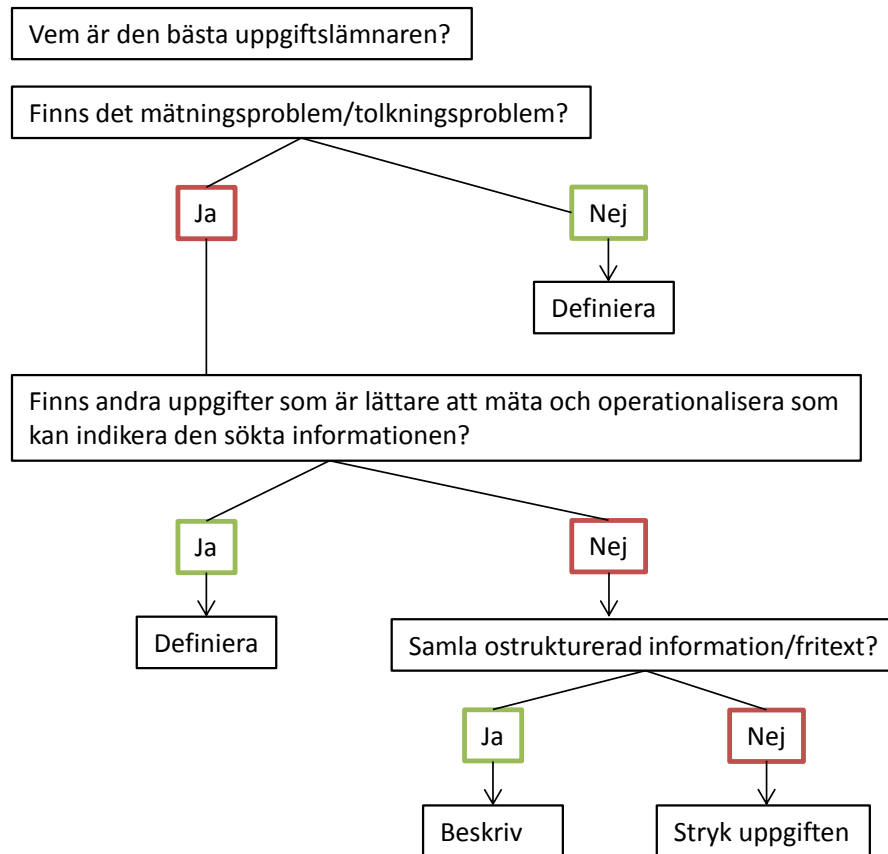 Vem är den bästa uppgiftslämnaren?
Finns det mätningsproblem/tolkningsproblem?
Ja
Nej
Definiera
Finns andra uppgifter som är lättare att mäta och operationalisera som
kan indikera den sökta informationen?
Ja
Nej
Definiera
Samla ostrukturerad information/fritext?
Ja
Nej
Beskriv
Stryk uppgiften